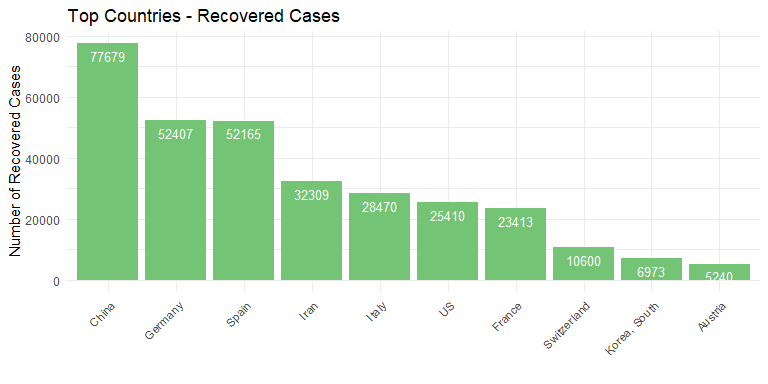 Top Countries - Recovered Cases
Number of Recovered Cases
80000
60000
40000
20000
0
77679
52407
52165
32309
28470
25410
23413
10600
6973
5240
China
Germany
Spain
Iran
Italy
US
France
Switzerland
Korea, South
Austria